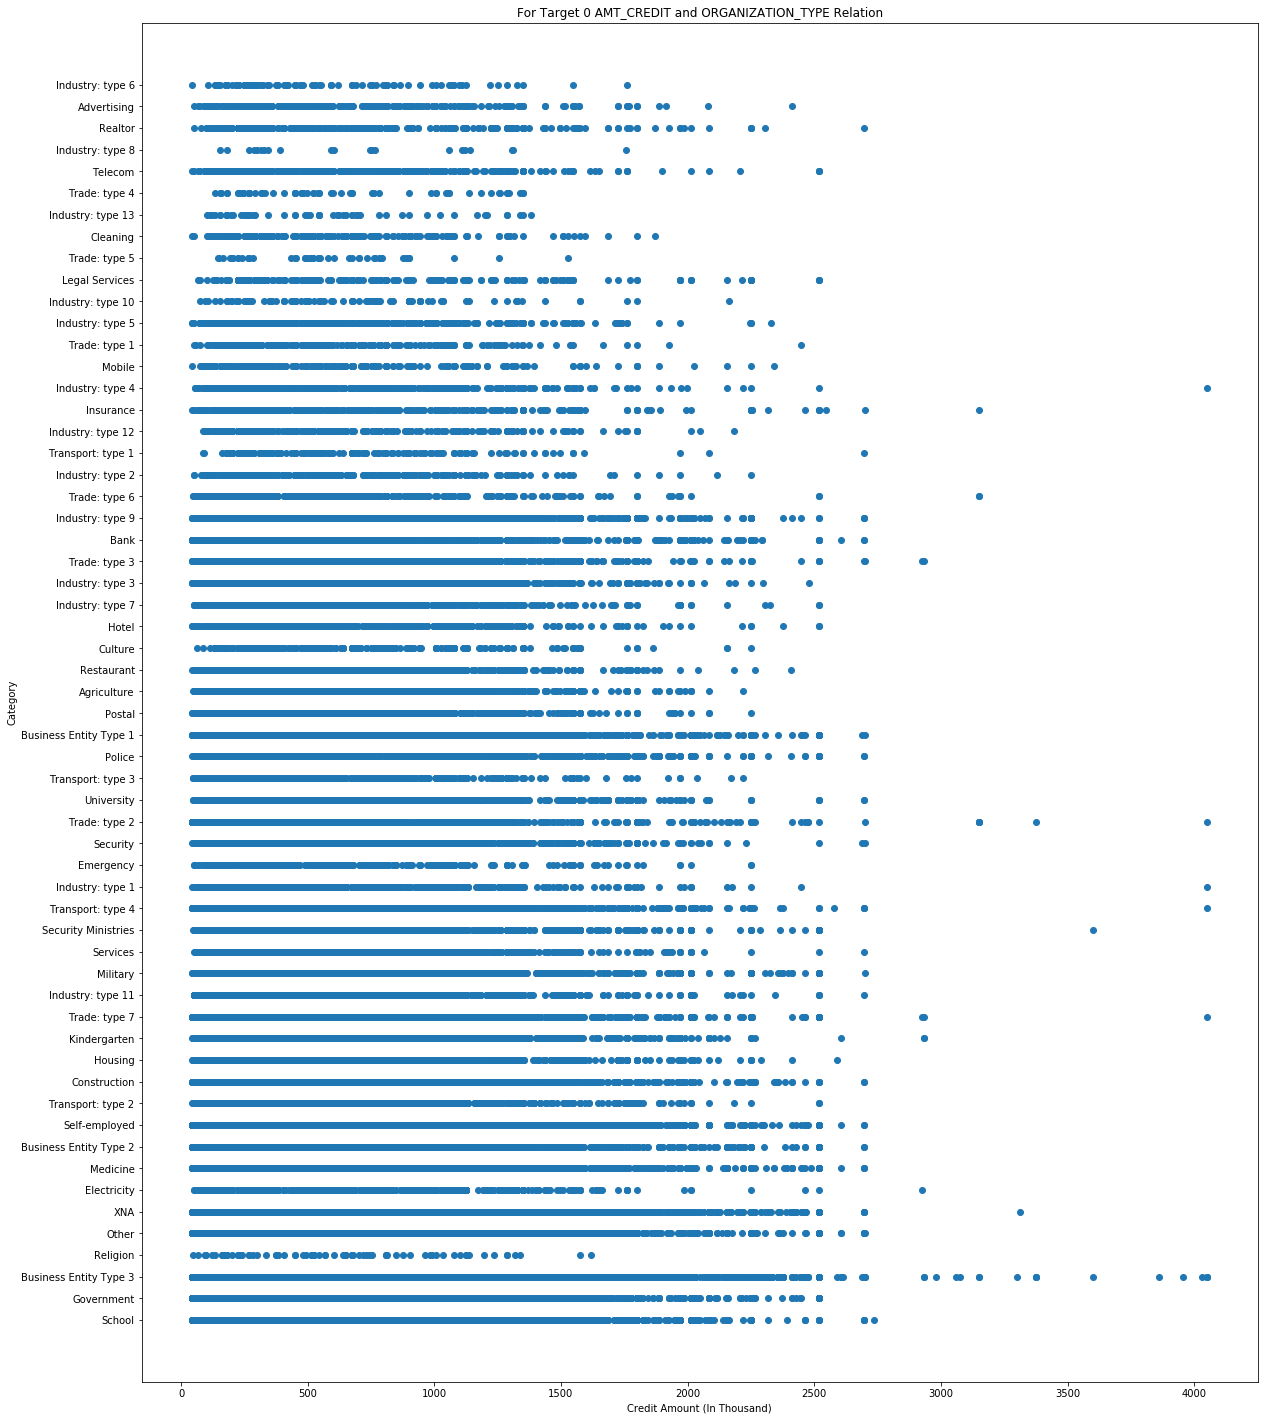 For Target 0 AMT_CREDIT and ORGANIZATION_TYPE Relation
Industry: type 6
Advertising
Realtor
Industry: type 8
Telecom
Trade: type 4
Industry: type 13
Cleaning
Trade: type 5
Legal Services
Industry: type 10
Industry: type 5
Trade: type 1
Mobile
Industry: type 4
Insurance
Industry: type 12
Transport: type 1
Industry: type 2
Trade: type 6
Industry: type 9
Bank
Trade: type 3
Industry: type 3
Industry: type 7
Hotel
Culture
Restaurant
Agriculture
Postal
Business Entity Type 1
Police
Transport: type 3
University
Trade: type 2
Security
Emergency
Industry: type 1
Transport: type 4
Security Ministries
Services
Military
Industry: type 11
Trade: type 7
Kindergarten
Housing
Construction
Transport: type 2
Self-employed
Business Entity Type 2
Medicine
Electricity
XNA
Other
Religion
Business Entity Type 3
Government
School
Category
0 500 1000 1500 2000 2500 3000 3500 4000
Credit Amount (In Thousand)